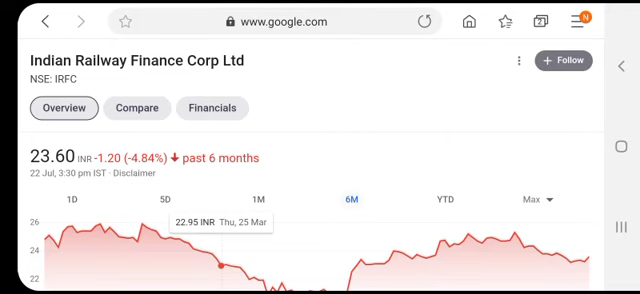 www.google.com
2
N
Indian Railway Finance Corp Ltd
NSE: IRFC
+ Follow
Overview Compare Financials
23.60 INR -1.20 (-4.84%) past 6 months
22 Jul, 3:30 pm IST · Disclaimer
1D 5D 1M 6M YTD Max
22.95 INR Thu, 25 Mar
26
24
22